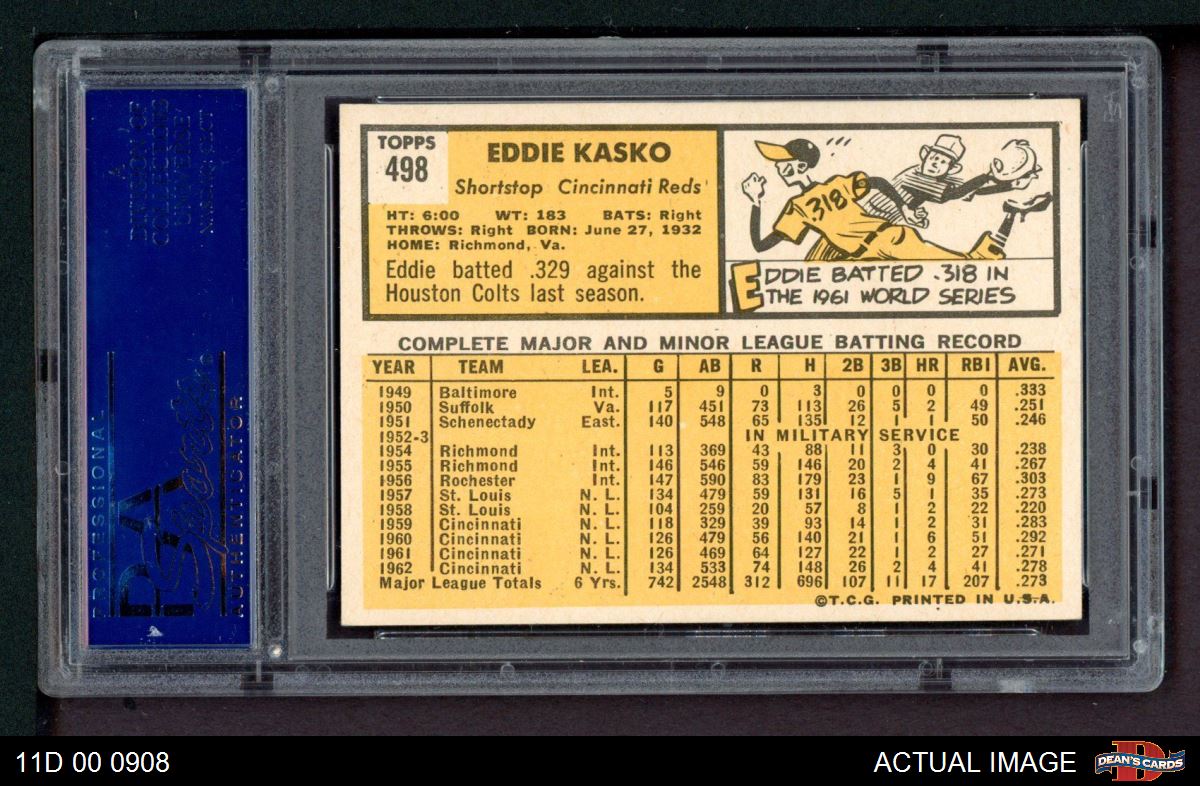 A
DIVISION OF
COLLECTORS
UNIVERSE
NASDAQ: CLCT
PROFESSIONAL
PSA
Sports
AUTHENTICATOR
TOPPS
498
EDDIE KASKO
Shortstop Cincinnati Reds
HT: 6:00 WT: 183 BATS: Right
THROWS: Right BORN: June 27, 1932
HOME: Richmond, Va.
Eddie batted .329 against the
Houston Colts last season.
.318
EDDIE BATTED .318 IN
THE 1961 WORLD SERIES
COMPLETE MAJOR AND MINOR LEAGUE BATTING RECORD
YEAR TEAM LEA. G AB R H 2B 3B HR RBI AVG.
1949 Baltimore Int. 5 9 0 3 0 0 0 0 .333
1950 Suffolk Va. 117 451 73 113 26 5 2 49 .251
1951 Schenectady East. 140 548 65 135 12 1 1 50 .246
1952-3 IN MILITARY SERVICE
1954 Richmond Int. 113 369 43 88 11 3 0 30 .238
1955 Richmond Int. 146 546 59 146 20 2 4 41 .267
1956 Rochester Int. 147 590 83 179 23 1 9 67 .303
1957 St. Louis N. L. 134 479 59 131 16 5 1 35 .273
1958 St. Louis N. L. 104 259 20 57 8 1 2 22 .220
1959 Cincinnati N. L. 118 329 39 93 14 1 2 31 .283
1960 Cincinnati N. L. 126 479 56 140 21 1 6 51 .292
1961 Cincinnati N. L. 126 469 64 127 22 1 2 27 .271
1962 Cincinnati N. L. 134 533 74 148 26 2 4 41 .278
Major League Totals 6 Yrs. 742 2548 312 696 107 11 17 207 .273
©T.C.G. PRINTED IN U.S.A.
11D 00 0908
ACTUAL IMAGE
D
DEAN'S CARDS